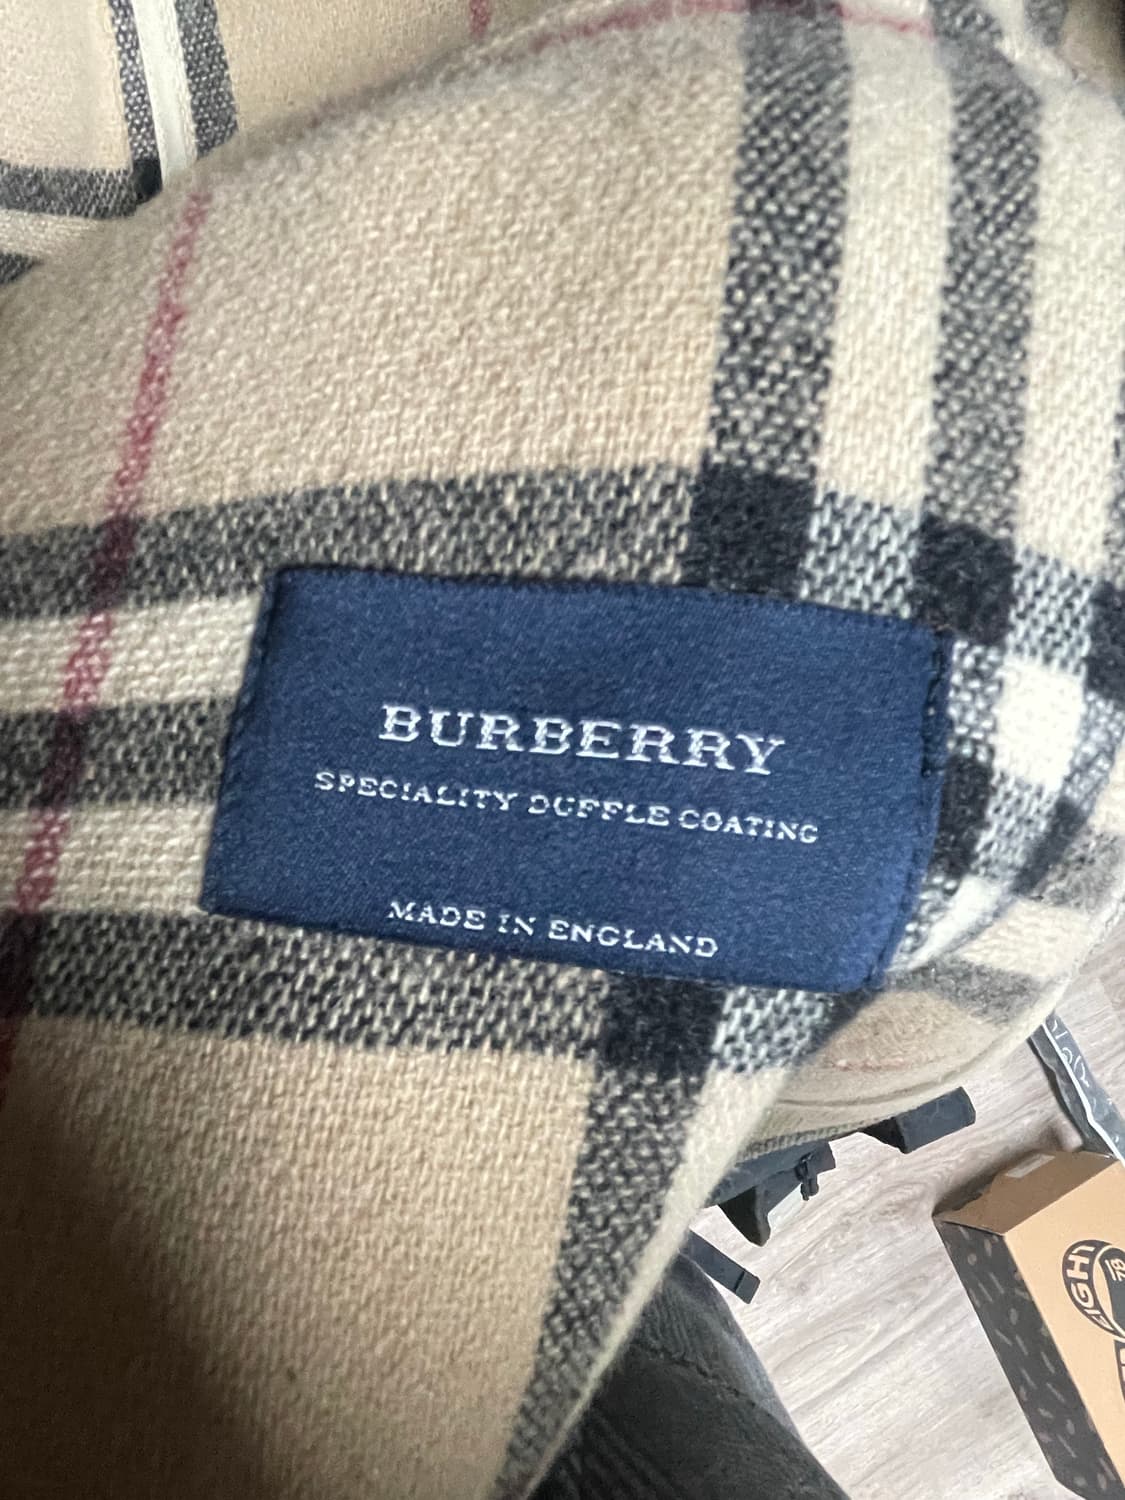 BURBERRY
SPECIALITY DUFFLE COATING
MADE IN ENGLAND